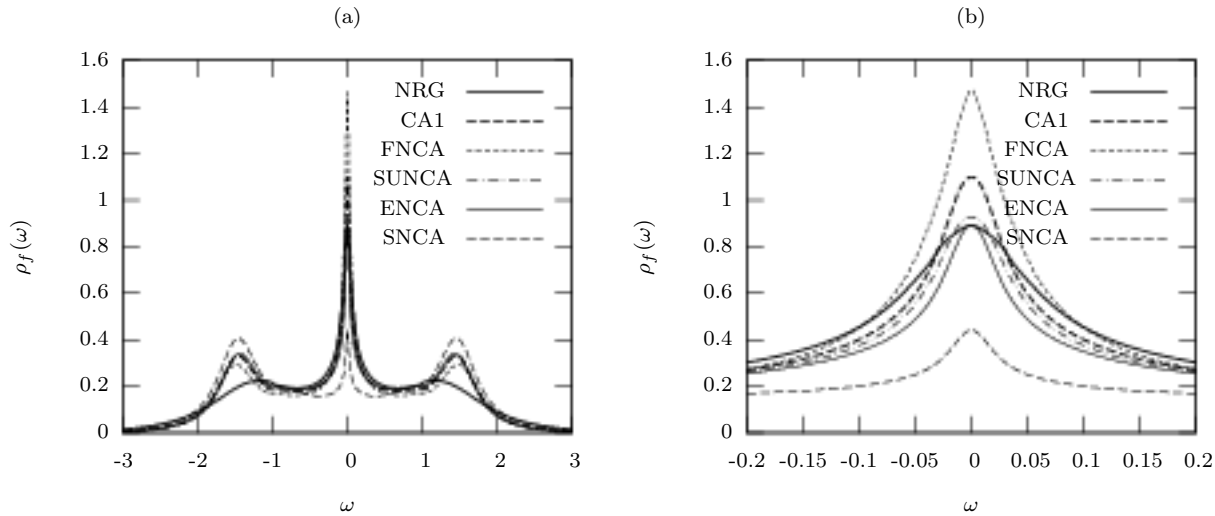 (a)
1.6
1.4
1.2
1
0.8
0.6
0.4
0.2
0
ρf(ω)
NRG
CA1
FNCA
SUNCA
ENCA
SNCA
-3 -2 -1 0 1 2 3
ω
(b)
1.6
1.4
1.2
1
0.8
0.6
0.4
0.2
0
ρf(ω)
NRG
CA1
FNCA
SUNCA
ENCA
SNCA
-0.2 -0.15 -0.1 -0.05 0 0.05 0.1 0.15 0.2
ω